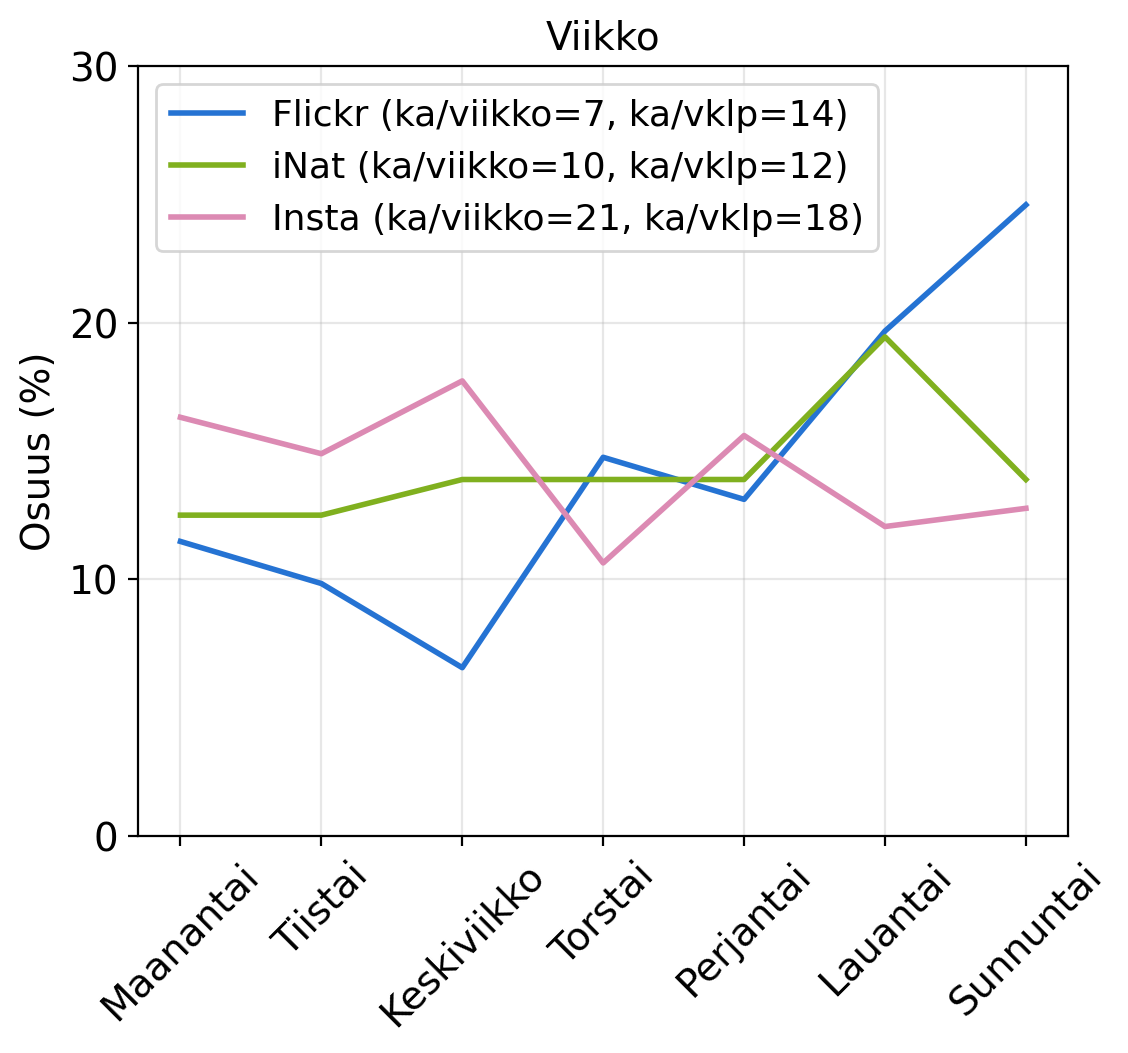 Viikko
30
Flickr (ka/viikko=7, ka/vklp=14)
iNat (ka/viikko=10, ka/vklp=12)
Insta (ka/viikko=21, ka/vklp=18)
20
Osuus (%)
10
0
Maanantai
Tiistai
Keskiviikko
Torstai
Perjantai
Lauantai
Sunnuntai